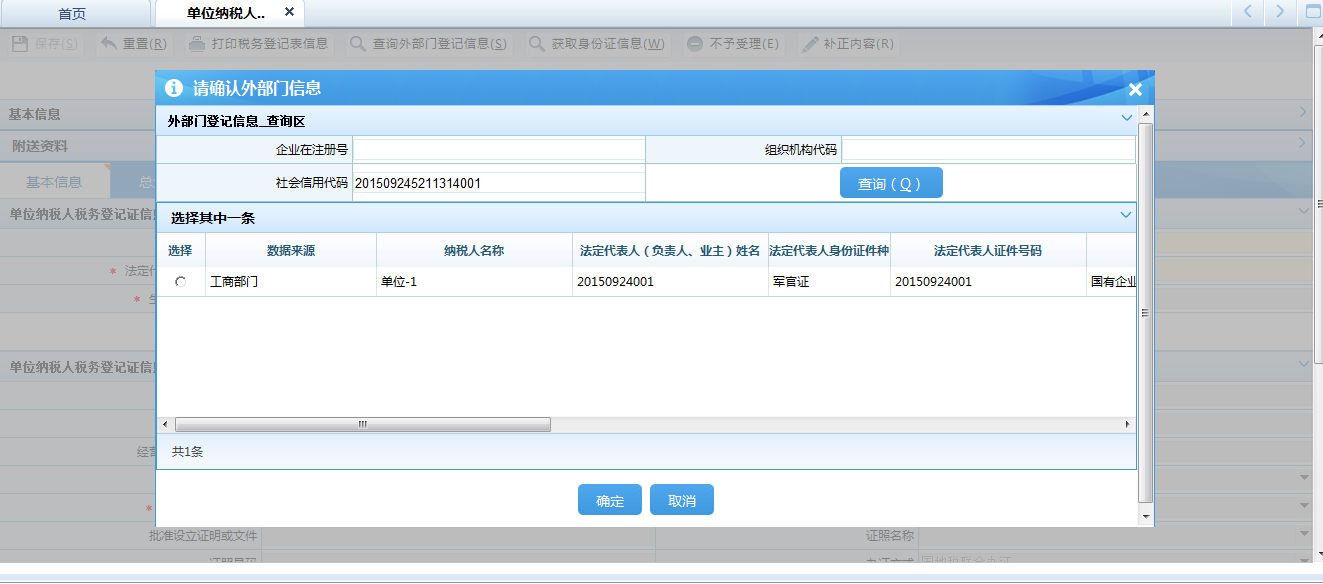 首页 单位纳税人..
保存(S) 重置(R) 打印税务登记表信息 查询外部门登记信息(S) 获取身份证信息(W) 不予受理(E) 补正内容(R)
请确认外部门信息
基本信息
外部门登记信息_查询区
附送资料
企业在注册号 组织机构代码
基本信息
社会信用代码 201509245211314001 查询（Q）
单位纳税人税务登记证信
选择其中一条
选择 数据来源 纳税人名称 法定代表人（负责人、业主）姓名 法定代表人身份证件种 法定代表人证件号码
* 法定
工商部门 单位-1 20150924001 军官证 20150924001 国有企业
*
单位纳税人税务登记证信
共1条
经营
确定 取消
*
批准设立证明或文件 证照名称